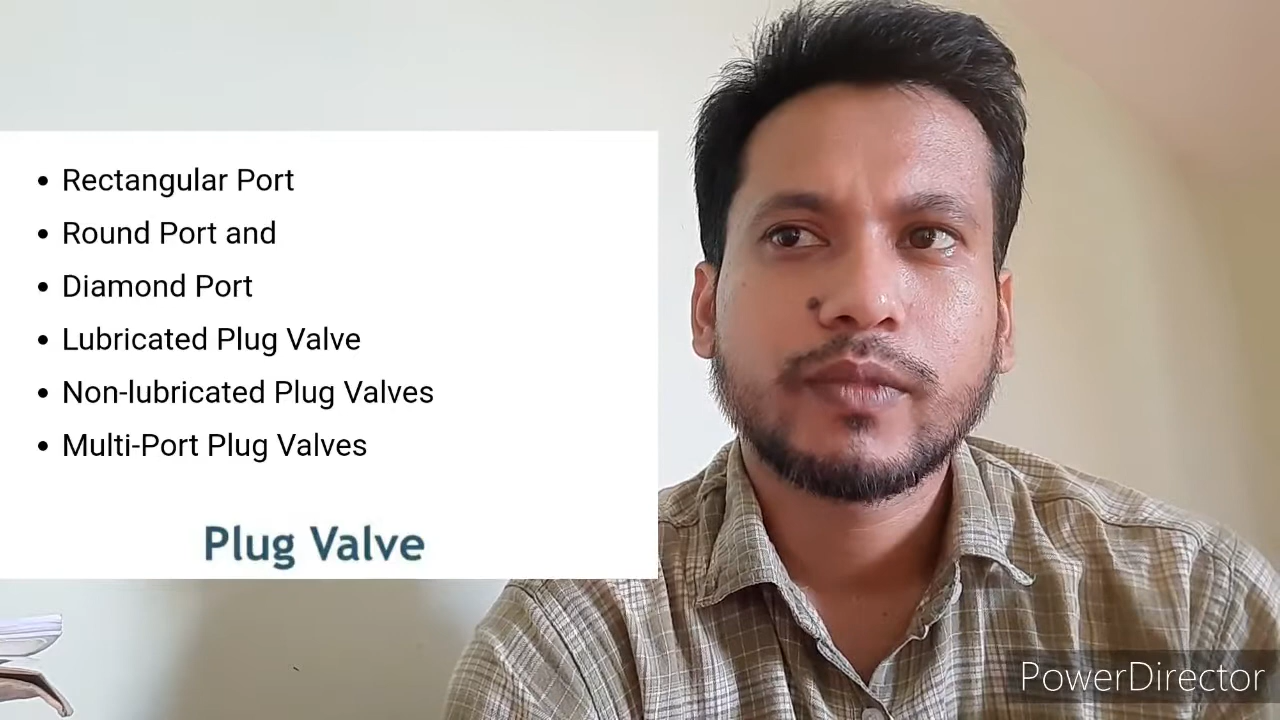 Rectangular Port
Round Port and
Diamond Port
Lubricated Plug Valve
Non-lubricated Plug Valves
Multi-Port Plug Valves
Plug Valve
PowerDirector